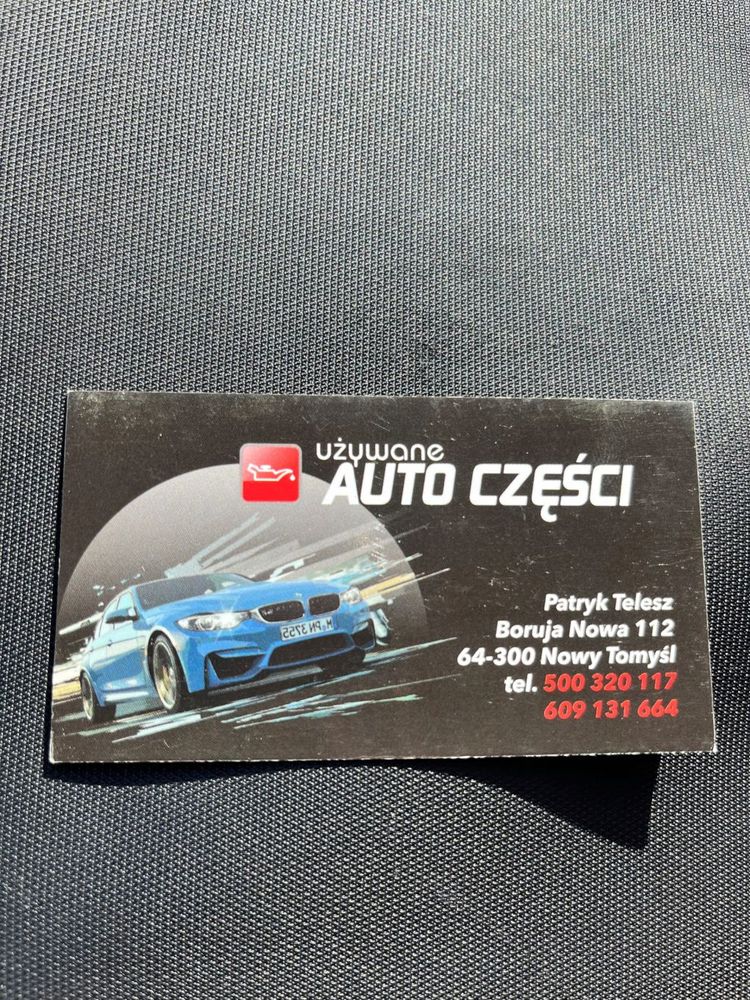 używane
AUTO CZĘŚCI
Patryk Telesz
Boruja Nowa 112
64-300 Nowy Tomyśl
tel. 500 320 117
609 131 664